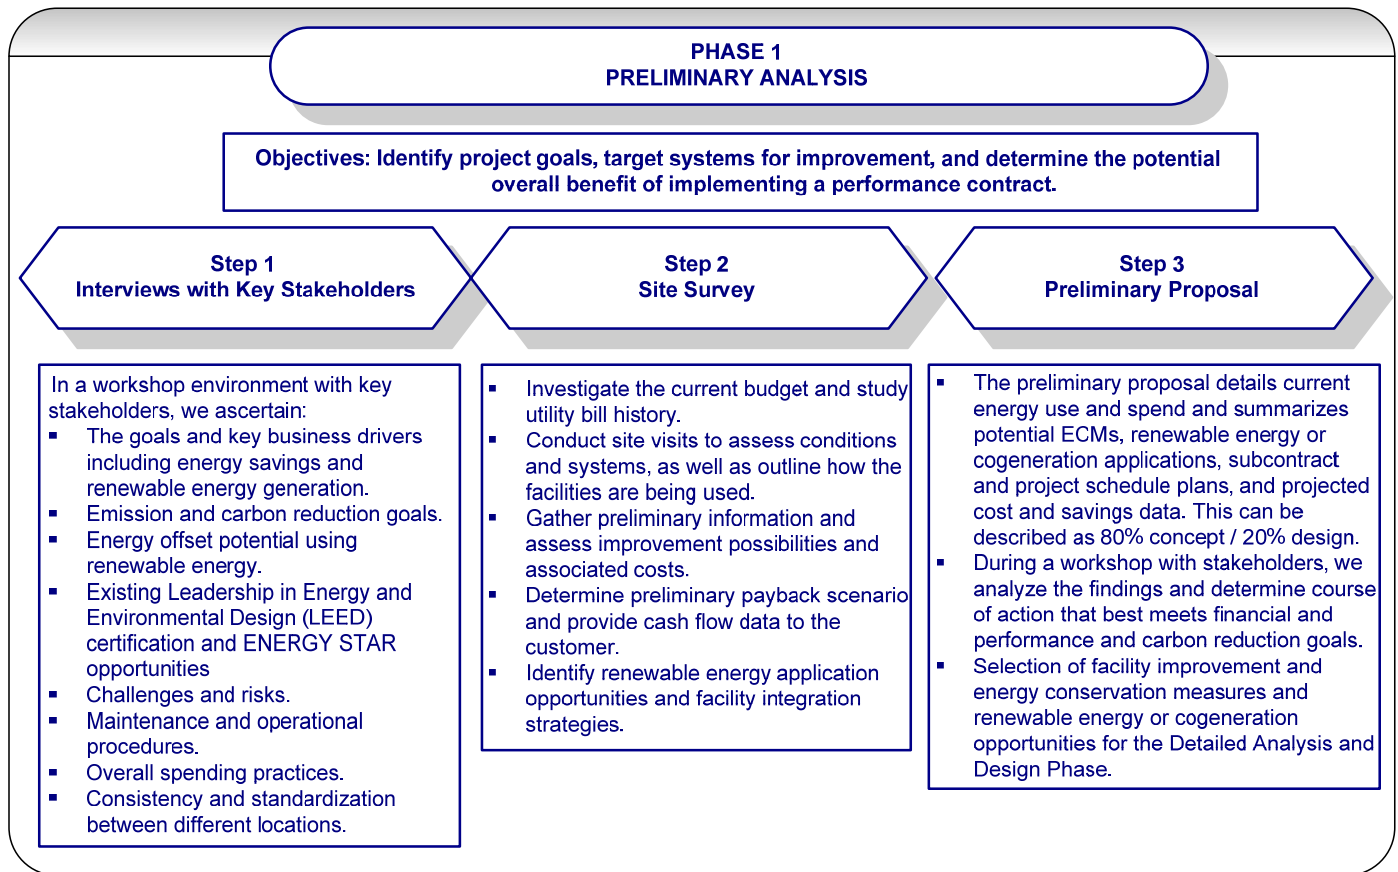 PHASE 1
PRELIMINARY ANALYSIS
Objectives: Identify project goals, target systems for improvement, and determine the potential
overall benefit of implementing a performance contract.
Step 1
Interviews with Key Stakeholders
Step 2
Site Survey
Step 3
Preliminary Proposal
In a workshop environment with key
stakeholders, we ascertain:
▪ The goals and key business drivers
including energy savings and
renewable energy generation.
▪ Emission and carbon reduction goals.
▪ Energy offset potential using
renewable energy.
▪ Existing Leadership in Energy and
Environmental Design (LEED)
certification and ENERGY STAR
opportunities
▪ Challenges and risks.
▪ Maintenance and operational
procedures.
▪ Overall spending practices.
▪ Consistency and standardization
between different locations.
▪ Investigate the current budget and study
utility bill history.
▪ Conduct site visits to assess conditions
and systems, as well as outline how the
facilities are being used.
▪ Gather preliminary information and
assess improvement possibilities and
associated costs.
▪ Determine preliminary payback scenario
and provide cash flow data to the
customer.
▪ Identify renewable energy application
opportunities and facility integration
strategies.
▪ The preliminary proposal details current
energy use and spend and summarizes
potential ECMs, renewable energy or
cogeneration applications, subcontract
and project schedule plans, and projected
cost and savings data. This can be
described as 80% concept / 20% design.
▪ During a workshop with stakeholders, we
analyze the findings and determine course
of action that best meets financial and
performance and carbon reduction goals.
▪ Selection of facility improvement and
energy conservation measures and
renewable energy or cogeneration
opportunities for the Detailed Analysis and
Design Phase.